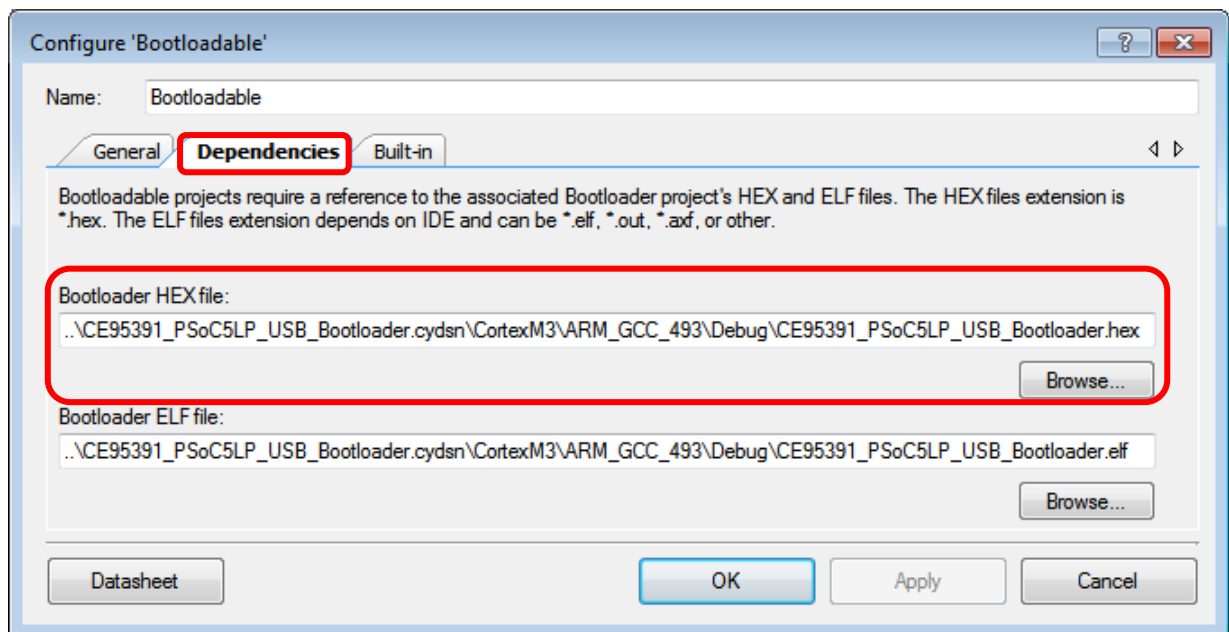 Configure 'Bootloadable'
Name: Bootloadable
General Dependencies Built-in
Bootloadable projects require a reference to the associated Bootloader project's HEX and ELF files. The HEX files extension is
*.hex. The ELF files extension depends on IDE and can be *.elf, *.out, *.axf, or other.
Bootloader HEX file:
..\CE95391_PSoC5LP_USB_Bootloader.cydsn\CortexM3\ARM_GCC_493\Debug\CE95391_PSoC5LP_USB_Bootloader.hex
Browse...
Bootloader ELF file:
..\CE95391_PSoC5LP_USB_Bootloader.cydsn\CortexM3\ARM_GCC_493\Debug\CE95391_PSoC5LP_USB_Bootloader.elf
Browse...
Datasheet OK Apply Cancel